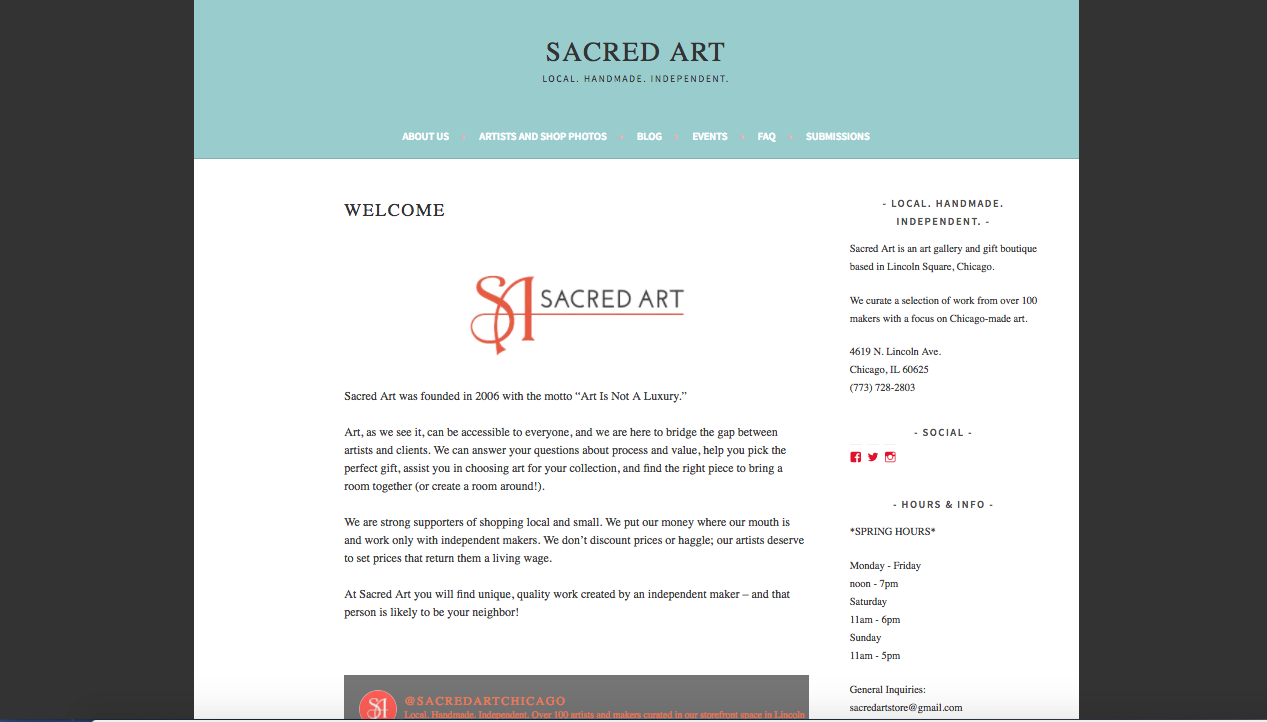 SACRED ART
LOCAL. HANDMADE. INDEPENDENT.
ABOUT US ARTISTS AND SHOP PHOTOS BLOG EVENTS FAQ SUBMISSIONS
WELCOME
SA SACRED ART
Sacred Art was founded in 2006 with the motto “Art Is Not A Luxury.”
Art, as we see it, can be accessible to everyone, and we are here to bridge the gap between
artists and clients. We can answer your questions about process and value, help you pick the
perfect gift, assist you in choosing art for your collection, and find the right piece to bring a
room together (or create a room around!).
We are strong supporters of shopping local and small. We put our money where our mouth is
and work only with independent makers. We don’t discount prices or haggle; our artists deserve
to set prices that return them a living wage.
At Sacred Art you will find unique, quality work created by an independent maker – and that
person is likely to be your neighbor!
SA
@SACREDARTCHICAGO
Local. Handmade. Independent. Over 100 artists and makers curated in our storefront space in Lincoln
- LOCAL. HANDMADE.
INDEPENDENT. -
Sacred Art is an art gallery and gift boutique
based in Lincoln Square, Chicago.
We curate a selection of work from over 100
makers with a focus on Chicago-made art.
4619 N. Lincoln Ave.
Chicago, IL 60625
(773) 728-2803
- SOCIAL -
- HOURS & INFO -
*SPRING HOURS*
Monday - Friday
noon - 7pm
Saturday
11am - 6pm
Sunday
11am - 5pm
General Inquiries:
sacredartstore@gmail.com